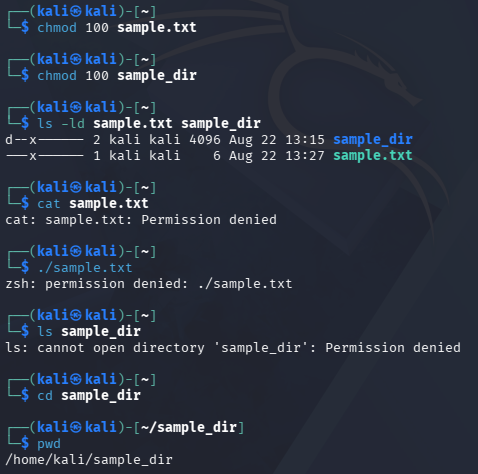 ┌──(kali㉿kali)-[~]
└─$ chmod 100 sample.txt
┌──(kali㉿kali)-[~]
└─$ chmod 100 sample_dir
┌──(kali㉿kali)-[~]
└─$ ls -ld sample.txt sample_dir
d--x------ 2 kali kali 4096 Aug 22 13:15 sample_dir
---x------ 1 kali kali    6 Aug 22 13:27 sample.txt
┌──(kali㉿kali)-[~]
└─$ cat sample.txt
cat: sample.txt: Permission denied
┌──(kali㉿kali)-[~]
└─$ ./sample.txt
zsh: permission denied: ./sample.txt
┌──(kali㉿kali)-[~]
└─$ ls sample_dir
ls: cannot open directory 'sample_dir': Permission denied
┌──(kali㉿kali)-[~]
└─$ cd sample_dir
┌──(kali㉿kali)-[~/sample_dir]
└─$ pwd
/home/kali/sample_dir